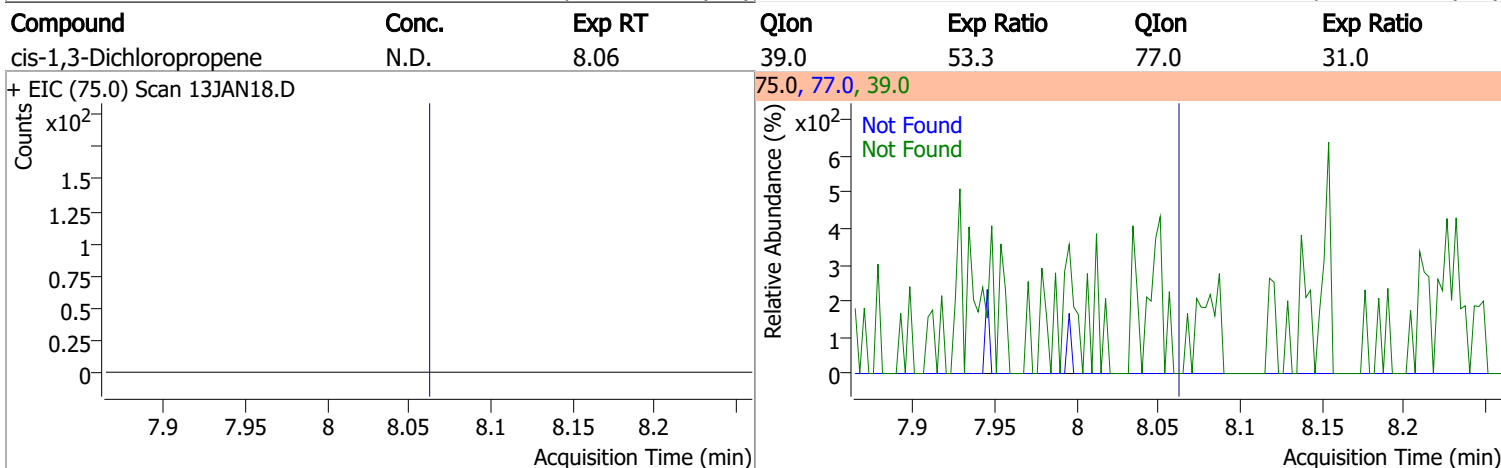 Compound Conc. Exp RT QIon Exp Ratio QIon Exp Ratio
cis-1,3-Dichloropropene N.D. 8.06 39.0 53.3 77.0 31.0
+ EIC (75.0) Scan 13JAN18.D
Counts
x10²
1.5
1.25
1
0.75
0.5
0.25
0
7.9 7.95 8 8.05 8.1 8.15 8.2
Acquisition Time (min)
75.0, 77.0, 39.0
Relative Abundance (%)
x10²
Not Found
Not Found
6
5
4
3
2
1
0
7.9 7.95 8 8.05 8.1 8.15 8.2
Acquisition Time (min)